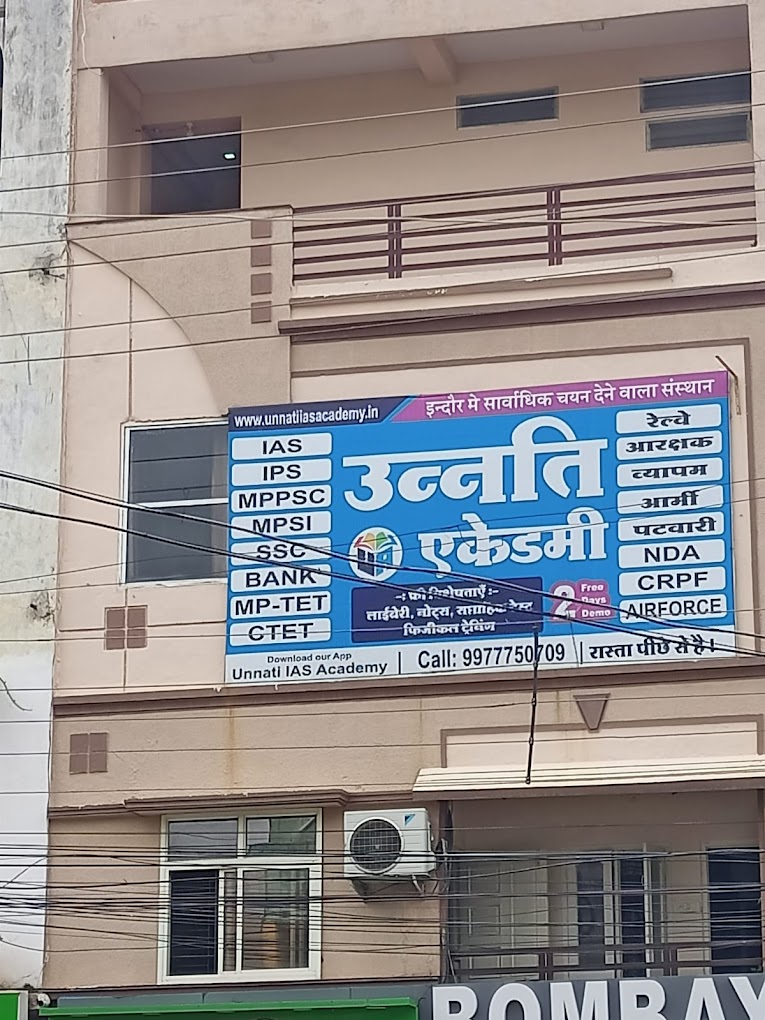 www.unnatiiasacademy.in
इन्दौर मे सार्वाधिक चयन देने वाला संस्थान
IAS
IPS
MPPSC
MPSI
SSC
BANK
MP-TET
CTET
उन्नति
एकेडमी
-: फ्री विशेषताएँ :-
लाईब्रेरी, नोट्स, साप्ताहिक टेस्ट
फिजीकल ट्रेनिंग
2 Free
Days
Demo
रेल्वे
आरक्षक
व्यापम
आर्मी
पटवारी
NDA
CRPF
AIRFORCE
Download our App
Unnati IAS Academy
Call: 9977750709
रास्ता पीछे से है।
BOMBAY